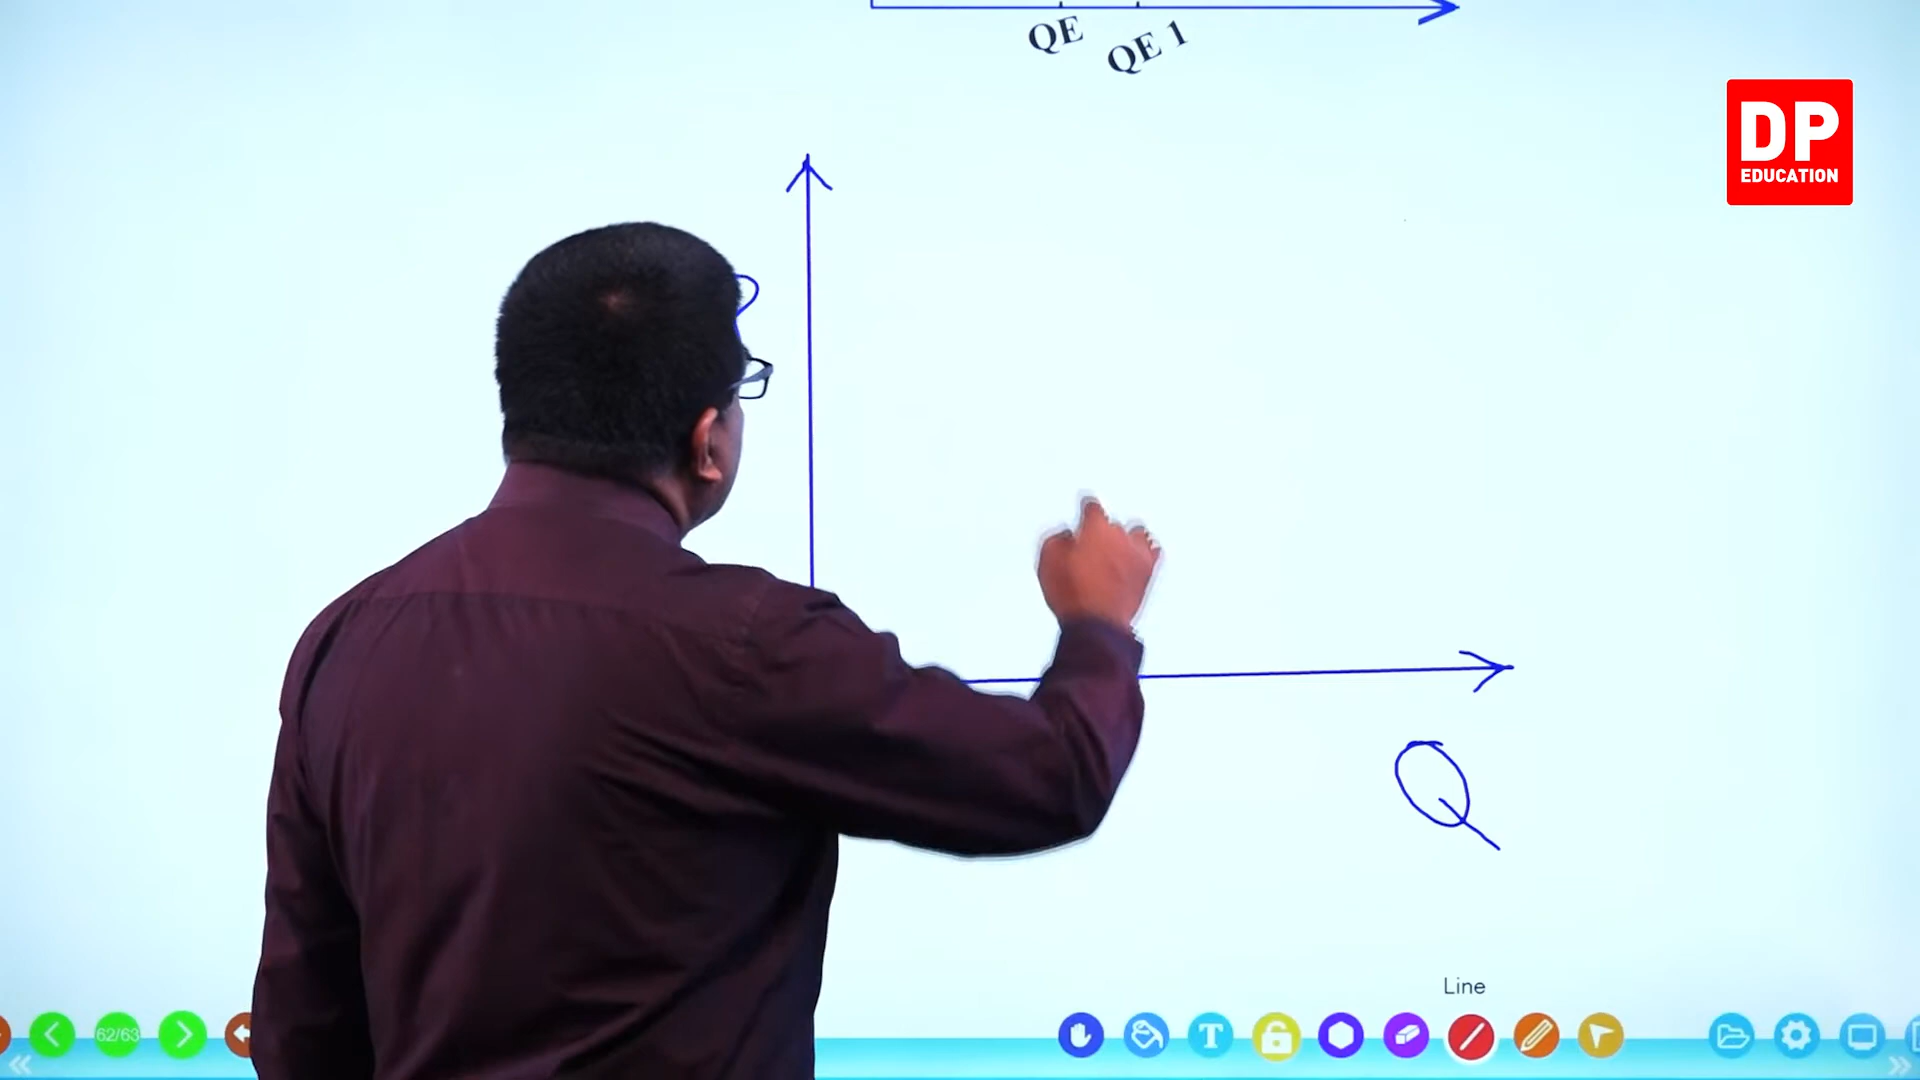 QE
QE 1
DP
EDUCATION
Q
Line
62/63
T